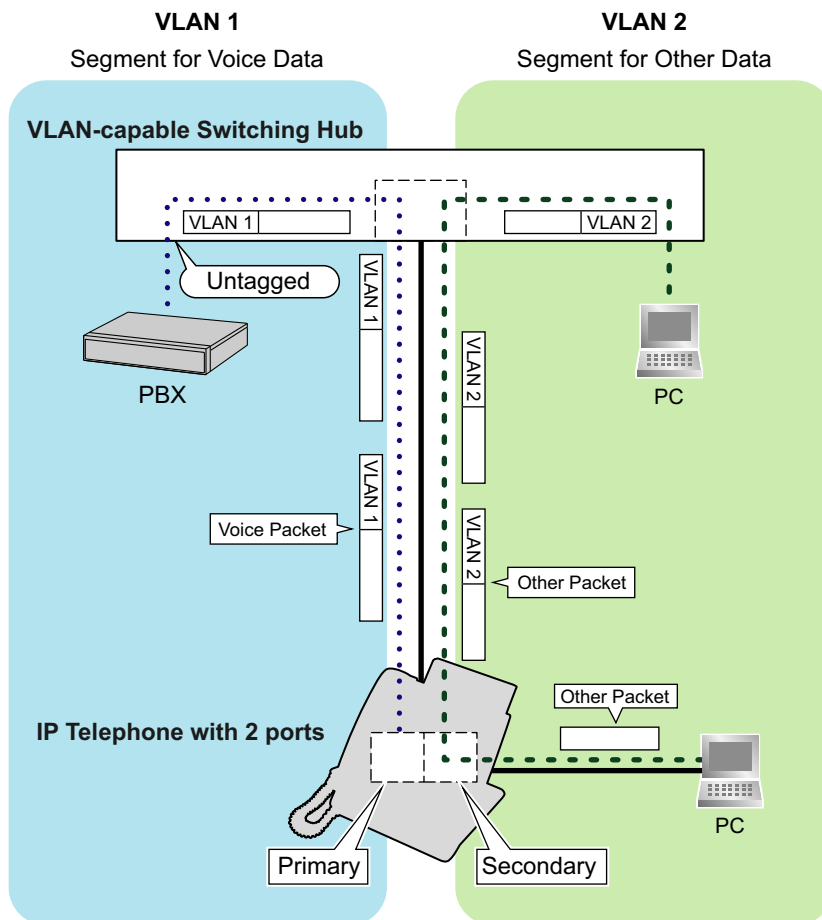 VLAN 1
Segment for Voice Data
VLAN 2
Segment for Other Data
VLAN-capable Switching Hub
VLAN 1
VLAN 2
Untagged
PBX
VLAN 1
VLAN 2
PC
VLAN 1
Voice Packet
VLAN 2
Other Packet
IP Telephone with 2 ports
Other Packet
PC
Primary
Secondary